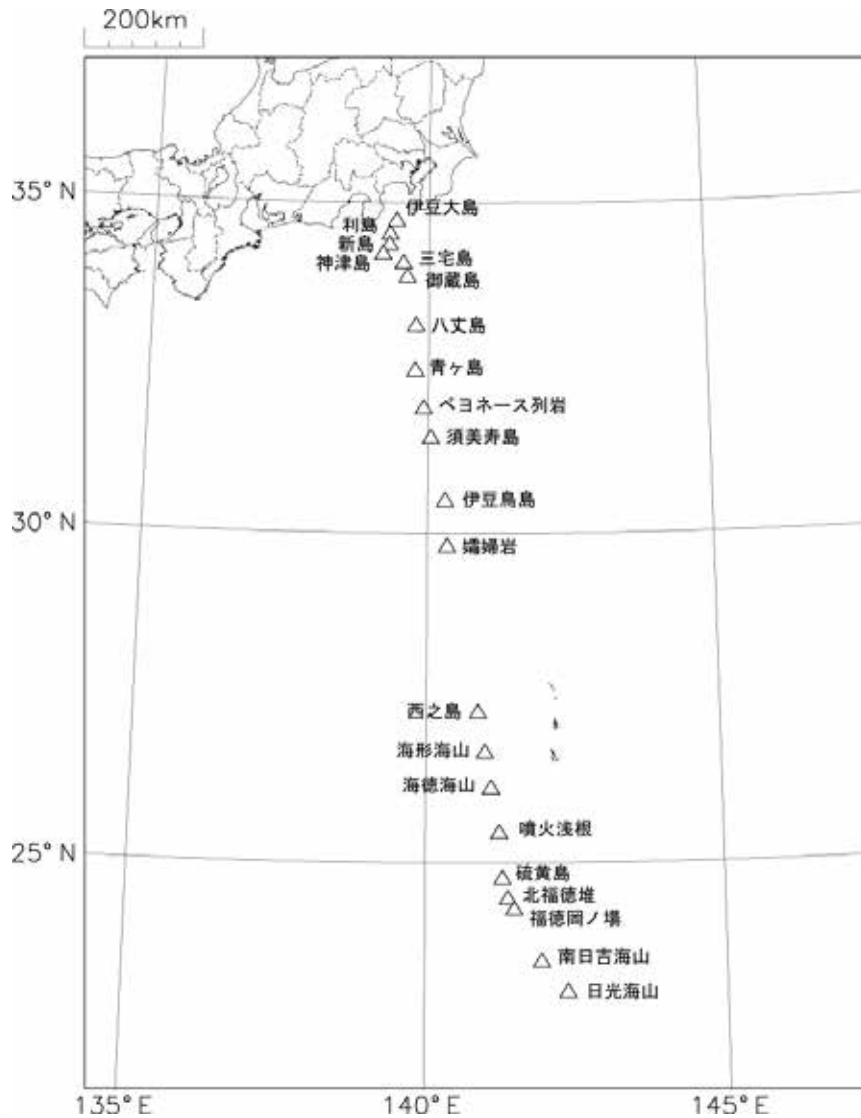 200km
35°N
伊豆大島
利島
新島
神津島
三宅島
御蔵島
八丈島
青ヶ島
ベヨネース列岩
須美寿島
伊豆鳥島
30°N
孀婦岩
西之島
海形海山
海徳海山
噴火浅根
25°N
硫黄島
北福徳堆
福徳岡ノ場
南日吉海山
日光海山
135°E
140°E
145°E